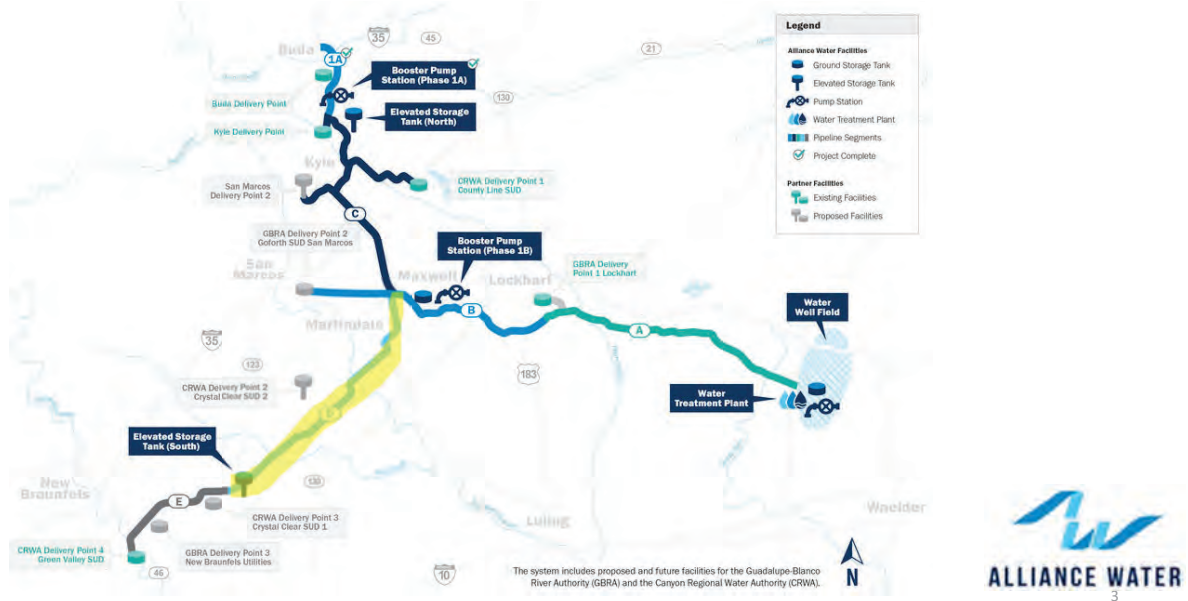 Buda
35
45
21
1A
Booster Pump
Station (Phase 1A)
130
Buda Delivery Point
Elevated Storage
Tank (North)
Kyle Delivery Point
Kyle
CRWA Delivery Point 1
County Line SUD
San Marcos
Delivery Point 2
C
GBRA Delivery Point 2
Goforth SUD San Marcos
Booster Pump
Station (Phase 1B)
San
Marcos
Maxwell
Lockhart
GBRA Delivery
Point 1 Lockhart
B
A
Water
Well Field
Martindale
35
123
183
CRWA Delivery Point 2
Crystal Clear SUD 2
D
Water
Treatment Plant
Elevated Storage
Tank (South)
New
Braunfels
E
130
CRWA Delivery Point 3
Crystal Clear SUD 1
Luling
Waelder
CRWA Delivery Point 4
Green Valley SUD
GBRA Delivery Point 3
New Braunfels Utilities
46
10
The system includes proposed and future facilities for the Guadalupe-Blanco
River Authority (GBRA) and the Canyon Regional Water Authority (CRWA).
N
Legend
Alliance Water Facilities
Ground Storage Tank
Elevated Storage Tank
Pump Station
Water Treatment Plant
Pipeline Segments
Project Complete
Partner Facilities
Existing Facilities
Proposed Facilities
ALLIANCE WATER
3